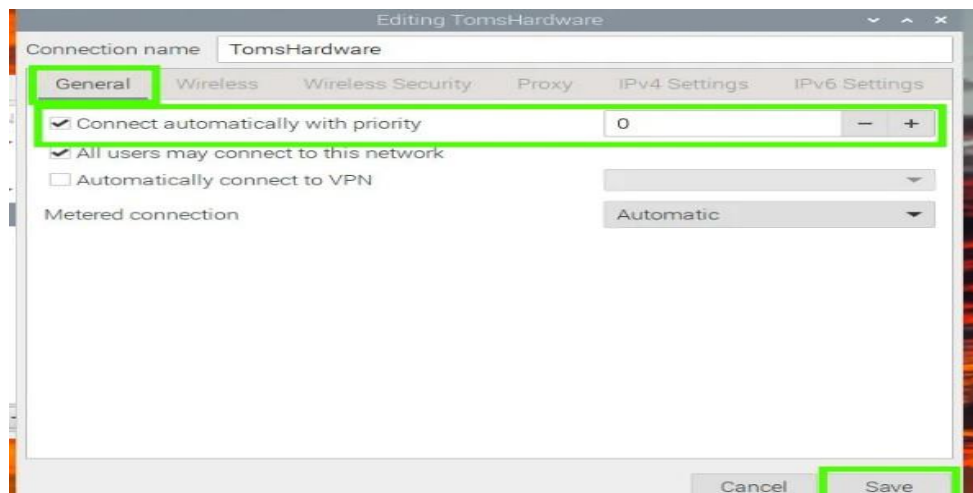 Editing TomsHardware
Connection name TomsHardware
General Wireless Wireless Security Proxy IPv4 Settings IPv6 Settings
Connect automatically with priority 0 − +
All users may connect to this network
Automatically connect to VPN
Metered connection Automatic
Cancel Save